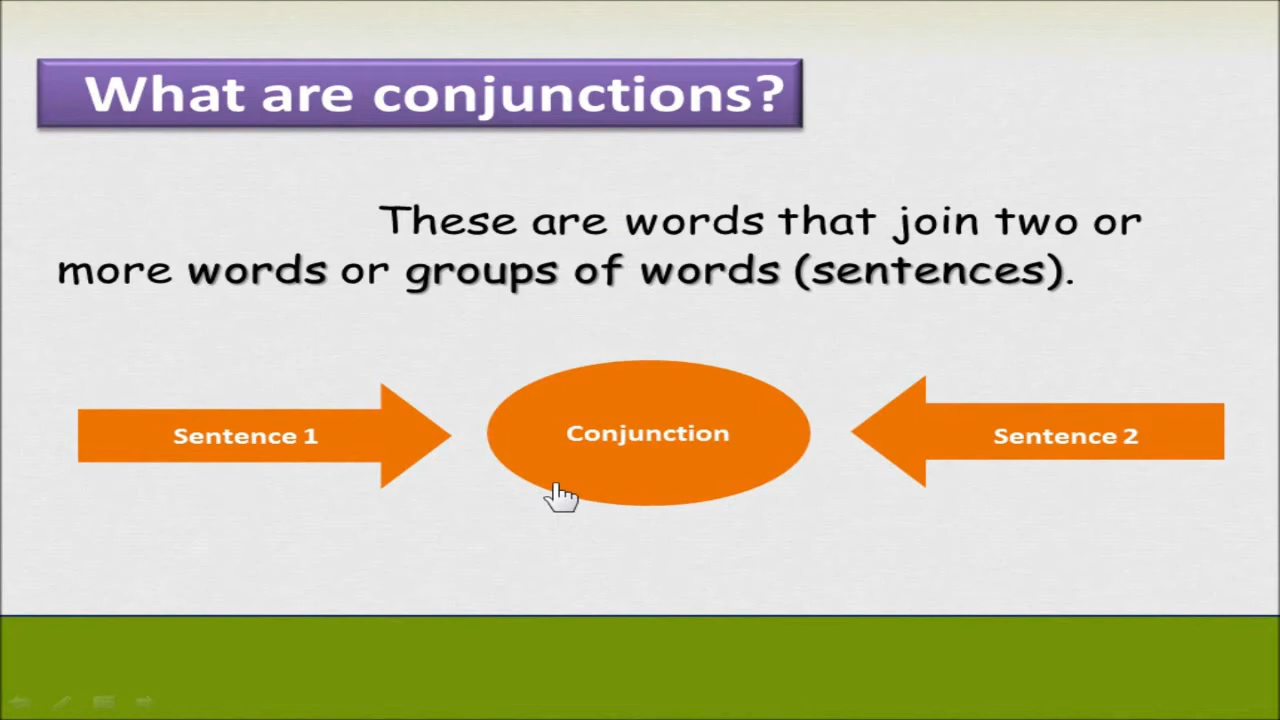 What are conjunctions?
These are words that join two or
more words or groups of words (sentences).
Sentence 1
Conjunction
Sentence 2